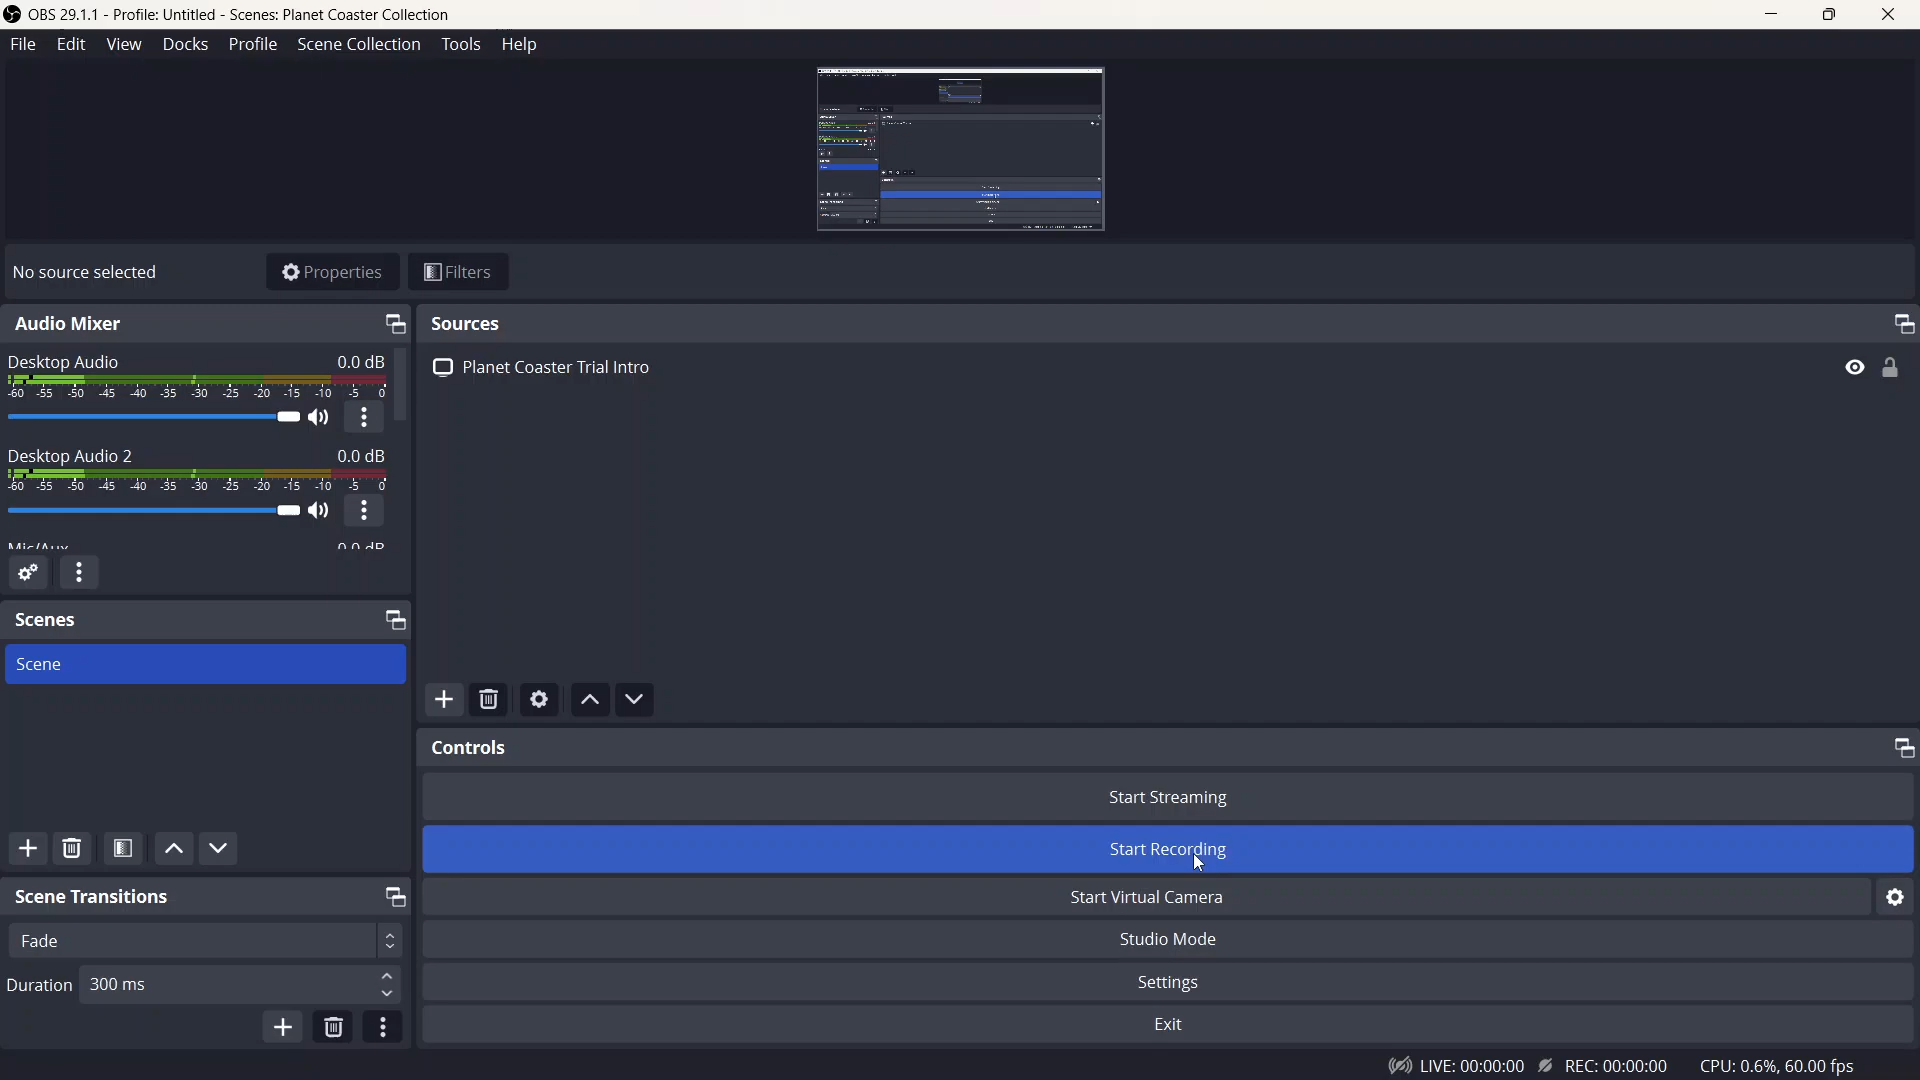 OBS 29.1.1 - Profile: Untitled - Scenes: Planet Coaster Collection
File Edit View Docks Profile Scene Collection Tools Help
No source selected Properties Filters
Audio Mixer
Desktop Audio 0.0 dB
-60 -55 -50 -45 -40 -35 -30 -25 -20 -15 -10 -5 0
Desktop Audio 2 0.0 dB
-60 -55 -50 -45 -40 -35 -30 -25 -20 -15 -10 -5 0
Mic/Aux 0.0 dB
Sources
Planet Coaster Trial Intro
Scenes
Scene
Scene Transitions
Fade
Duration 300 ms
Controls
Start Streaming
Start Recording
Start Virtual Camera
Studio Mode
Settings
Exit
LIVE: 00:00:00 REC: 00:00:00 CPU: 0.6%, 60.00 fps